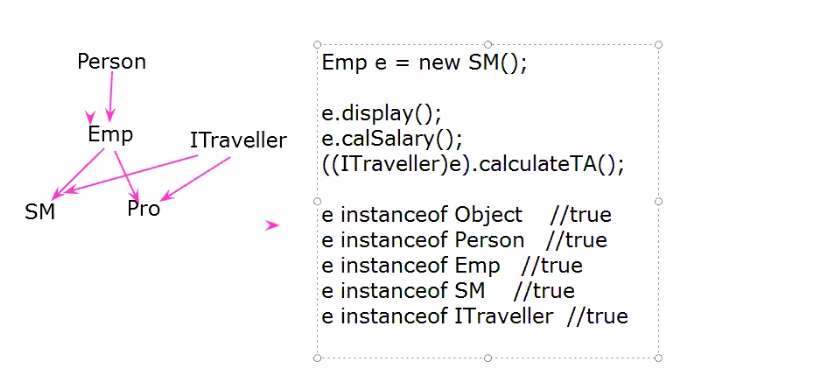 Person
Emp
ITraveller
SM
Pro
Emp e = new SM();
e.display();
e.calSalary();
((ITraveller)e).calculateTA();
e instanceof Object //true
e instanceof Person //true
e instanceof Emp //true
e instanceof SM //true
e instanceof ITraveller //true